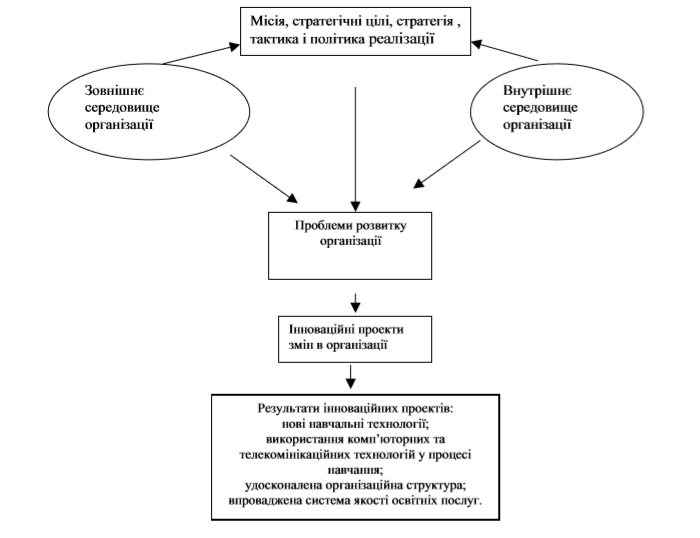 Місія, стратегічні цілі, стратегія ,
тактика і політика реалізації
Зовнішнє
середовище
організації
Внутрішнє
середовище
організації
Проблеми розвитку
організації
Інноваційні проекти
змін в організації
Результати інноваційних проектів:
нові навчальні технології;
використання комп’юторних та
телекомінікаційних технологій у процесі
навчання;
удосконалена організаційна структура;
впроваджена система якості освітніх послуг.